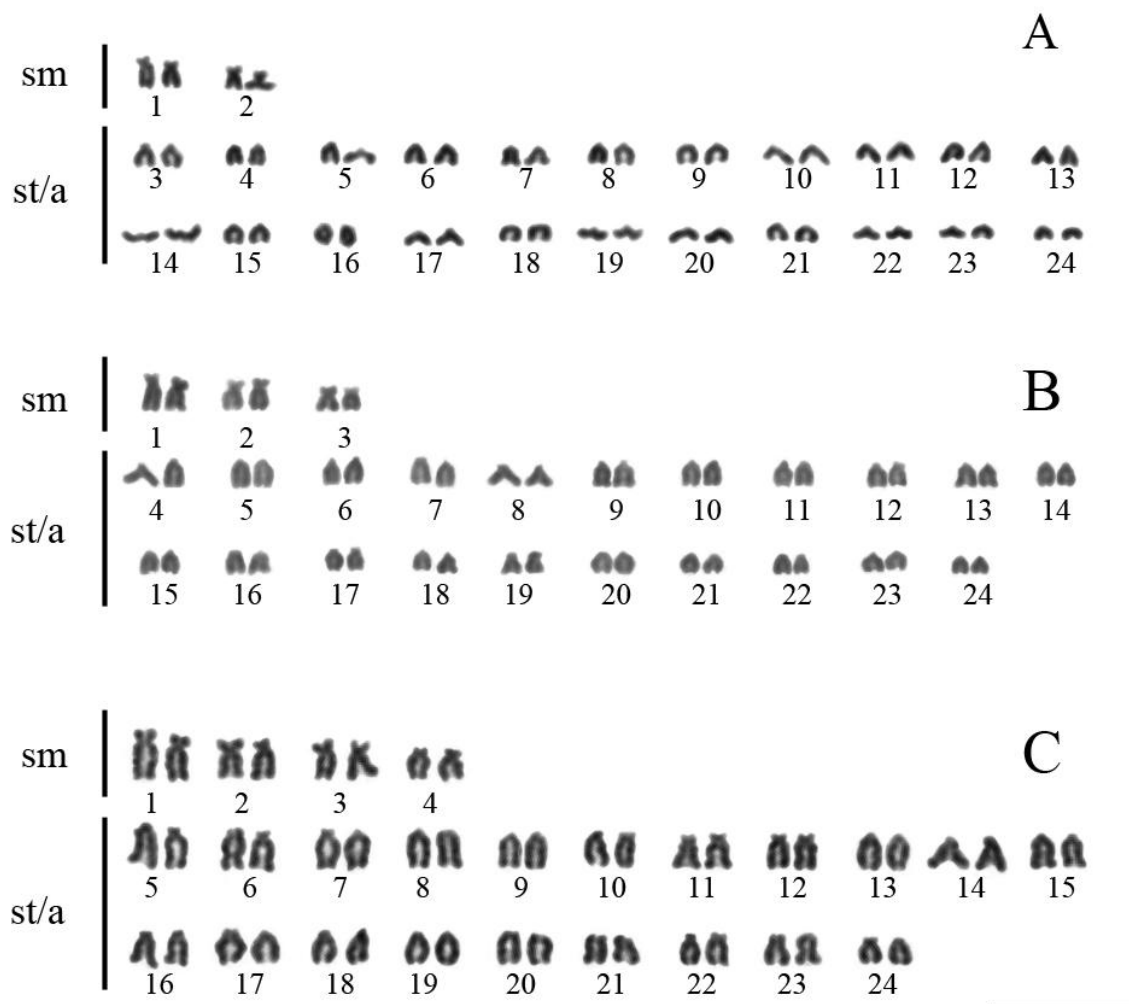 A
sm
1 2
st/a
3 4 5 6 7 8 9 10 11 12 13
14 15 16 17 18 19 20 21 22 23 24
B
sm
1 2 3
st/a
4 5 6 7 8 9 10 11 12 13 14
15 16 17 18 19 20 21 22 23 24
C
sm
1 2 3 4
st/a
5 6 7 8 9 10 11 12 13 14 15
16 17 18 19 20 21 22 23 24